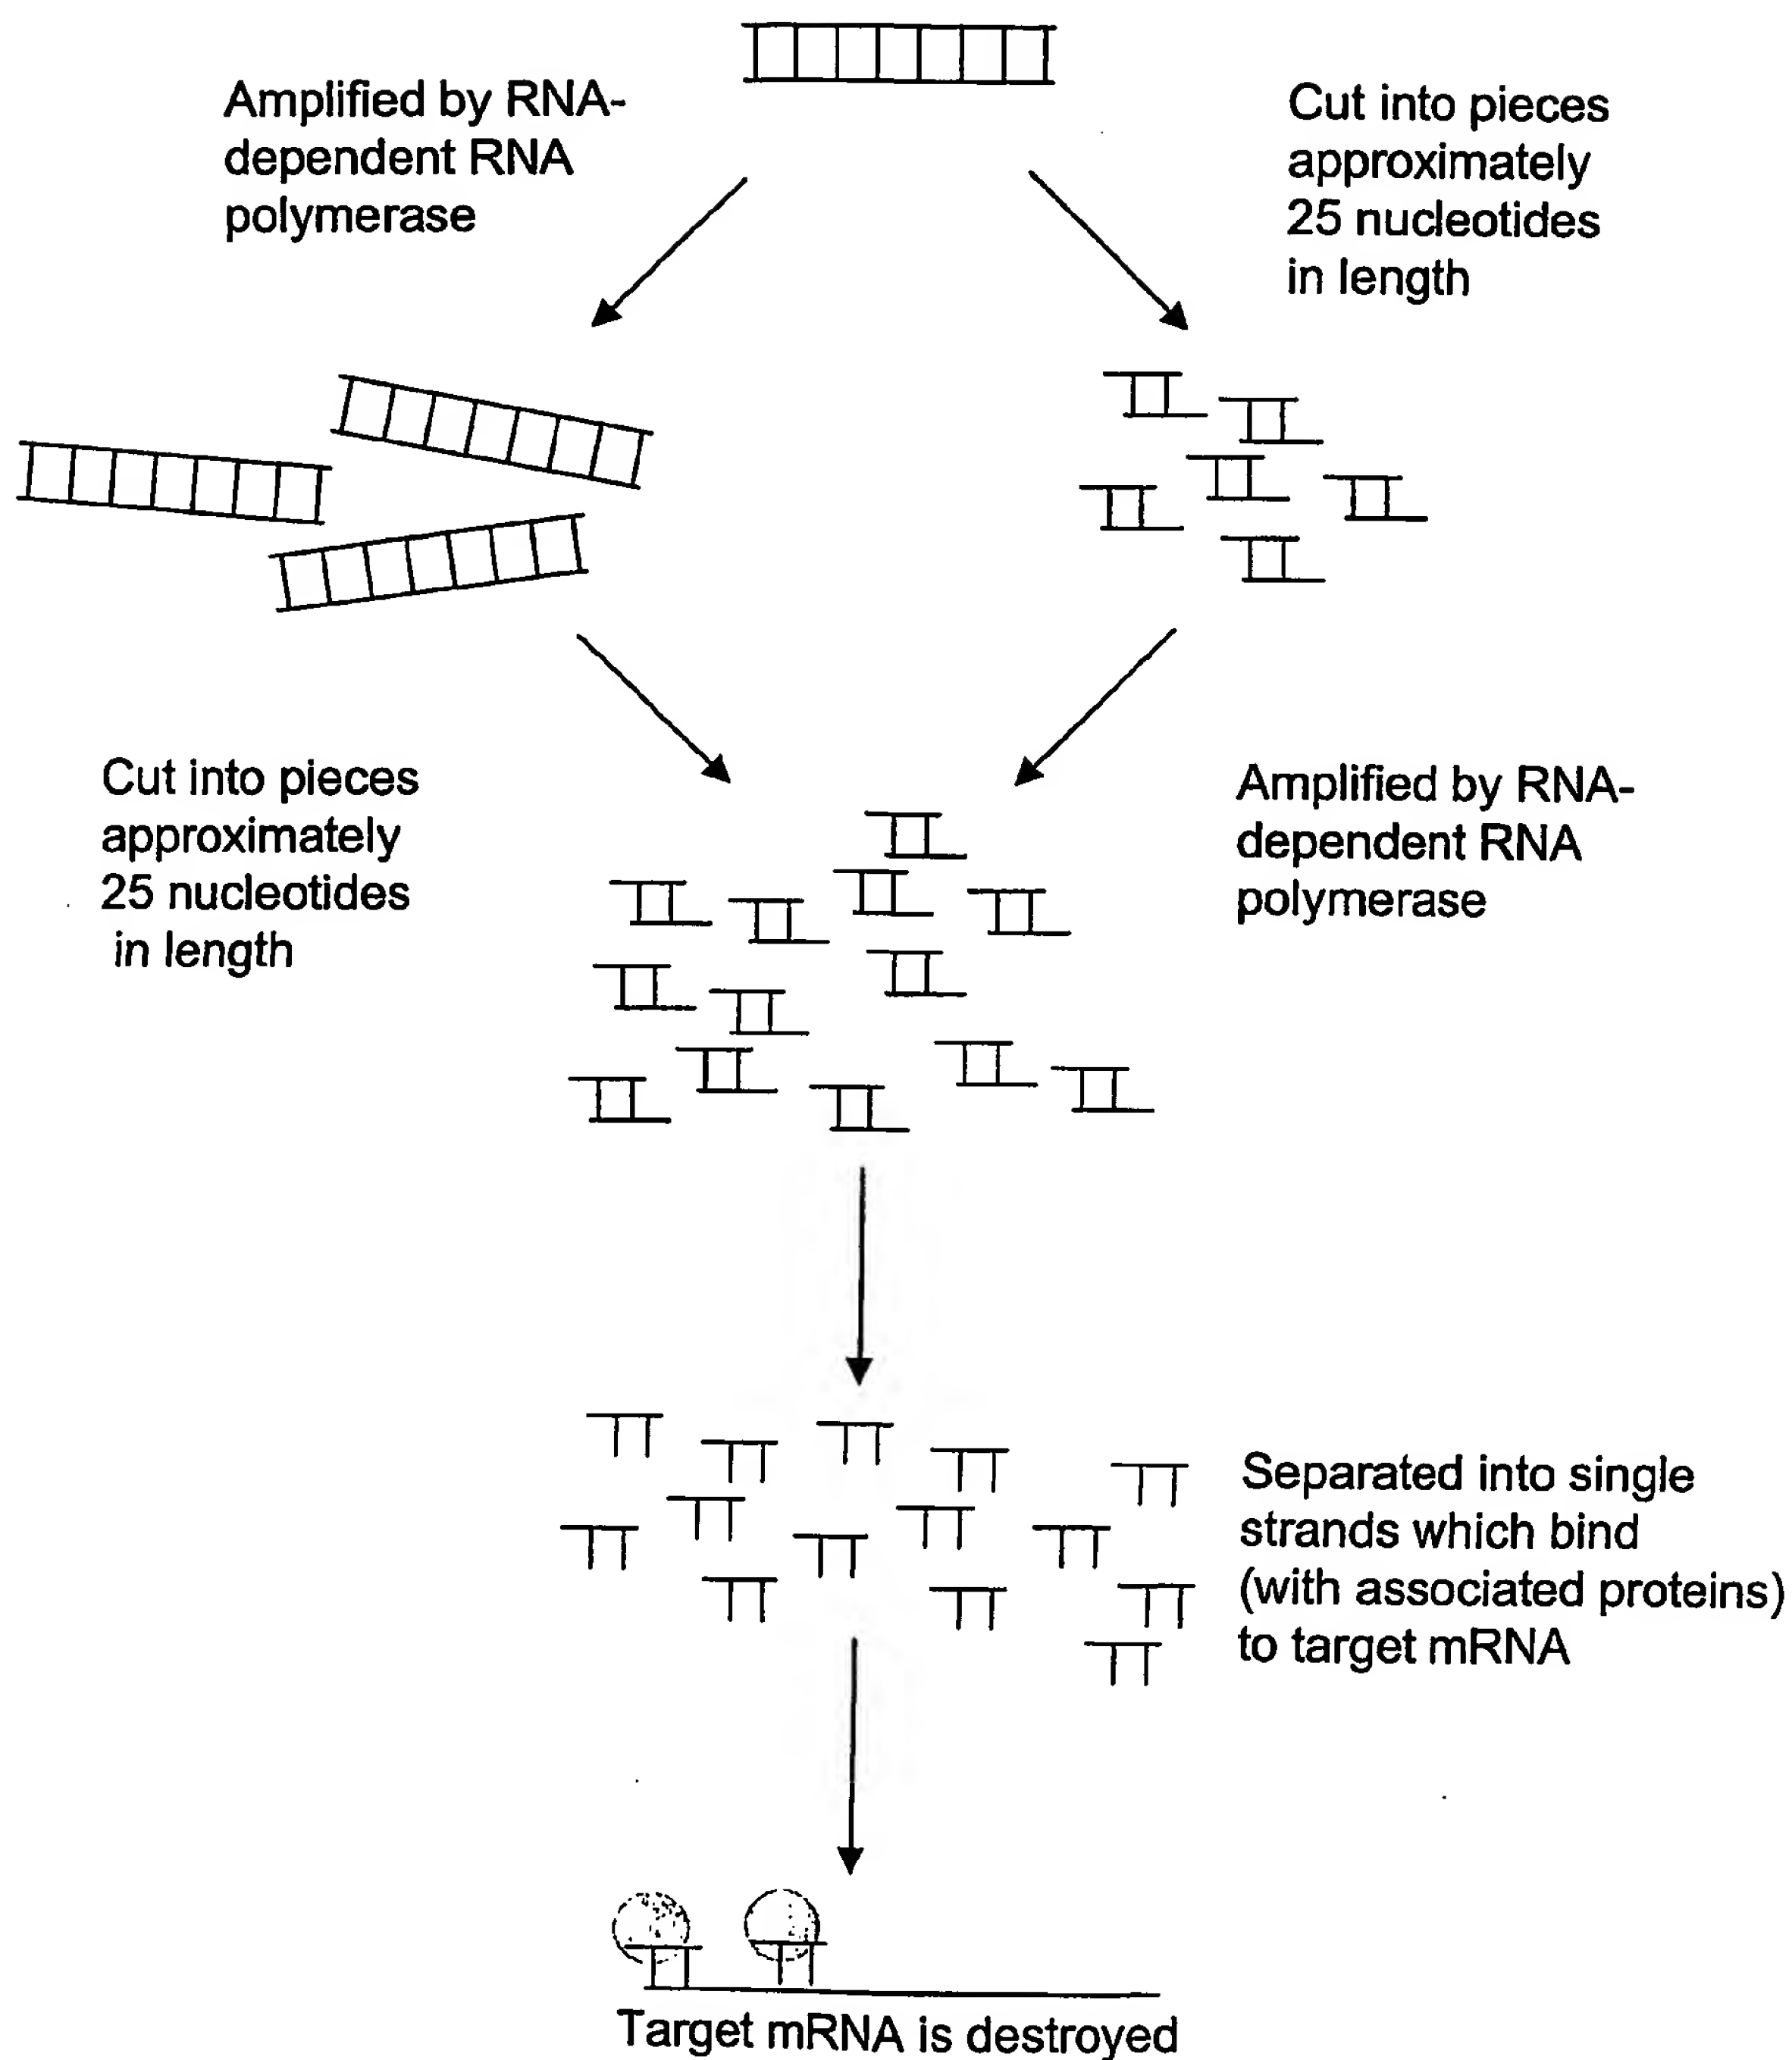 Amplified by RNA-
dependent RNA
polymerase
Cut into pieces
approximately
25 nucleotides
in length
Cut into pieces
approximately
25 nucleotides
in length
Amplified by RNA-
dependent RNA
polymerase
Separated into single
strands which bind
(with associated proteins)
to target mRNA
Target mRNA is destroyed